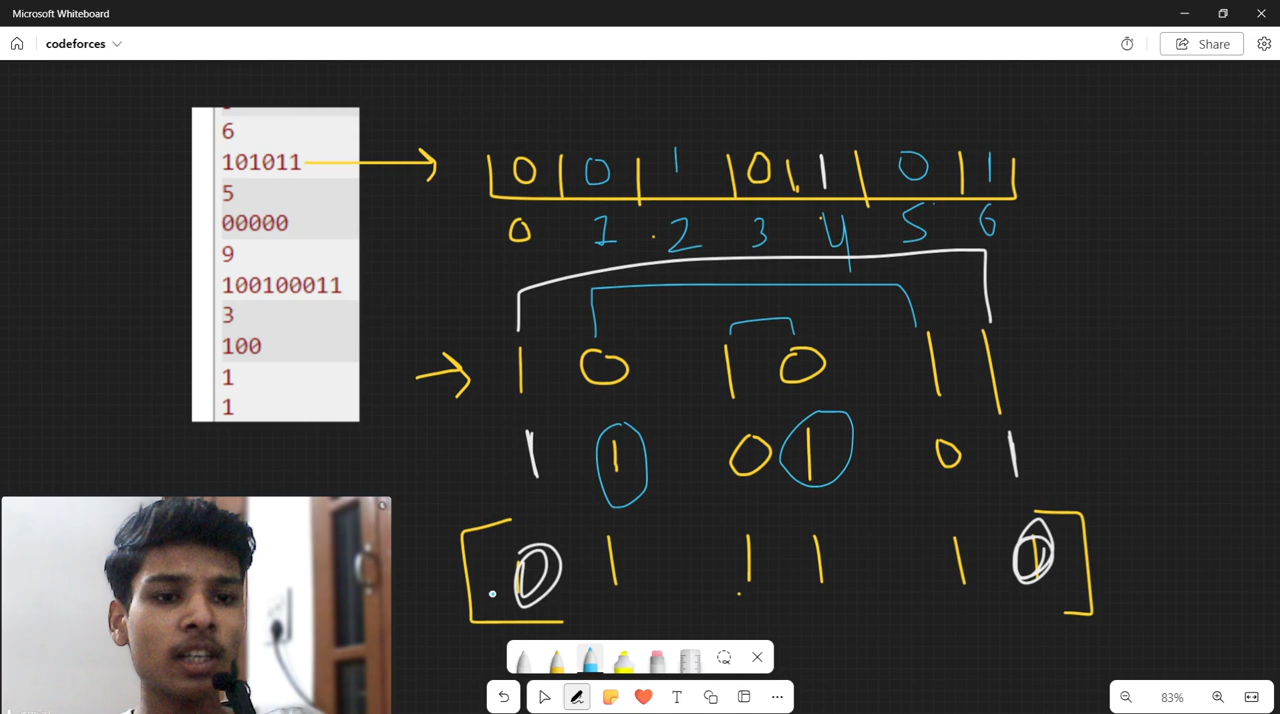 Microsoft Whiteboard
codeforces
Share
6
101011
5
00000
9
100100011
3
100
1
1
0 0 1 0 1 0 1
0 1 2 3 4 5 6
1 0 1 0 1 1
1 1 0 1 0 1
0 1 1 1 1 0
83%